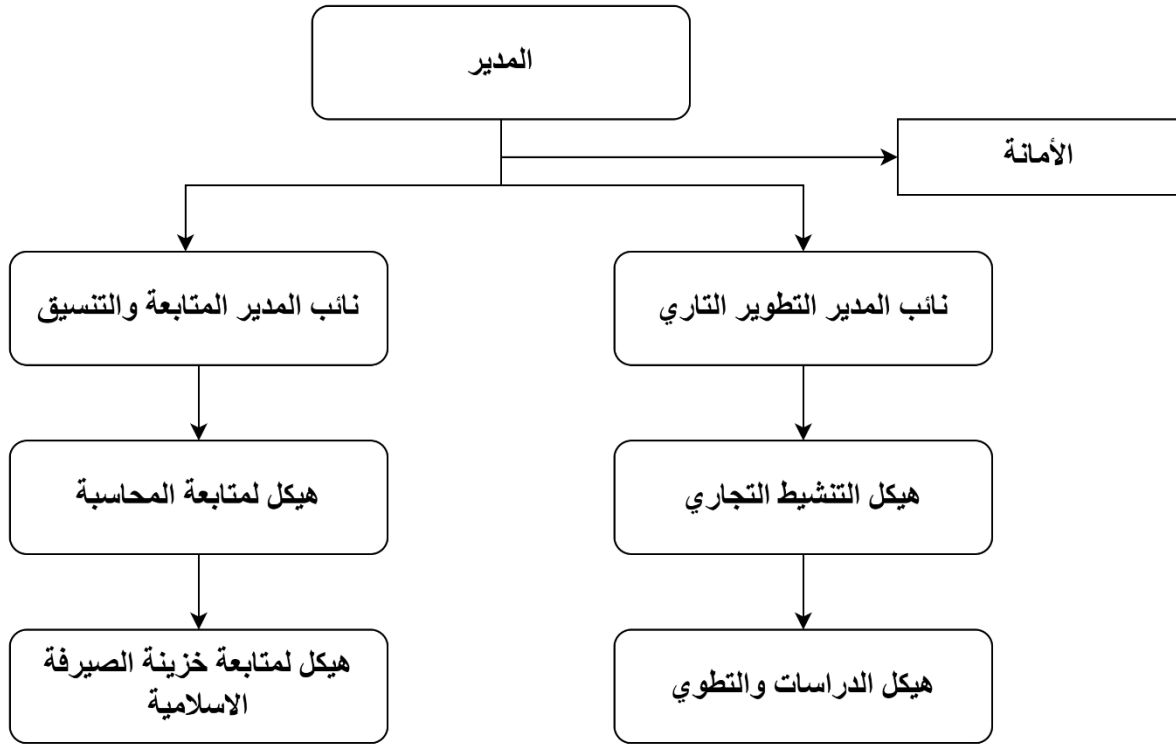 المدير
الأمانة
نائب المدير التطوير التاري
نائب المدير المتابعة والتنسيق
هيكل التنشيط التجاري
هيكل لمتابعة المحاسبة
هيكل الدراسات والتطوي
هيكل لمتابعة خزينة الصيرفة
الاسلامية